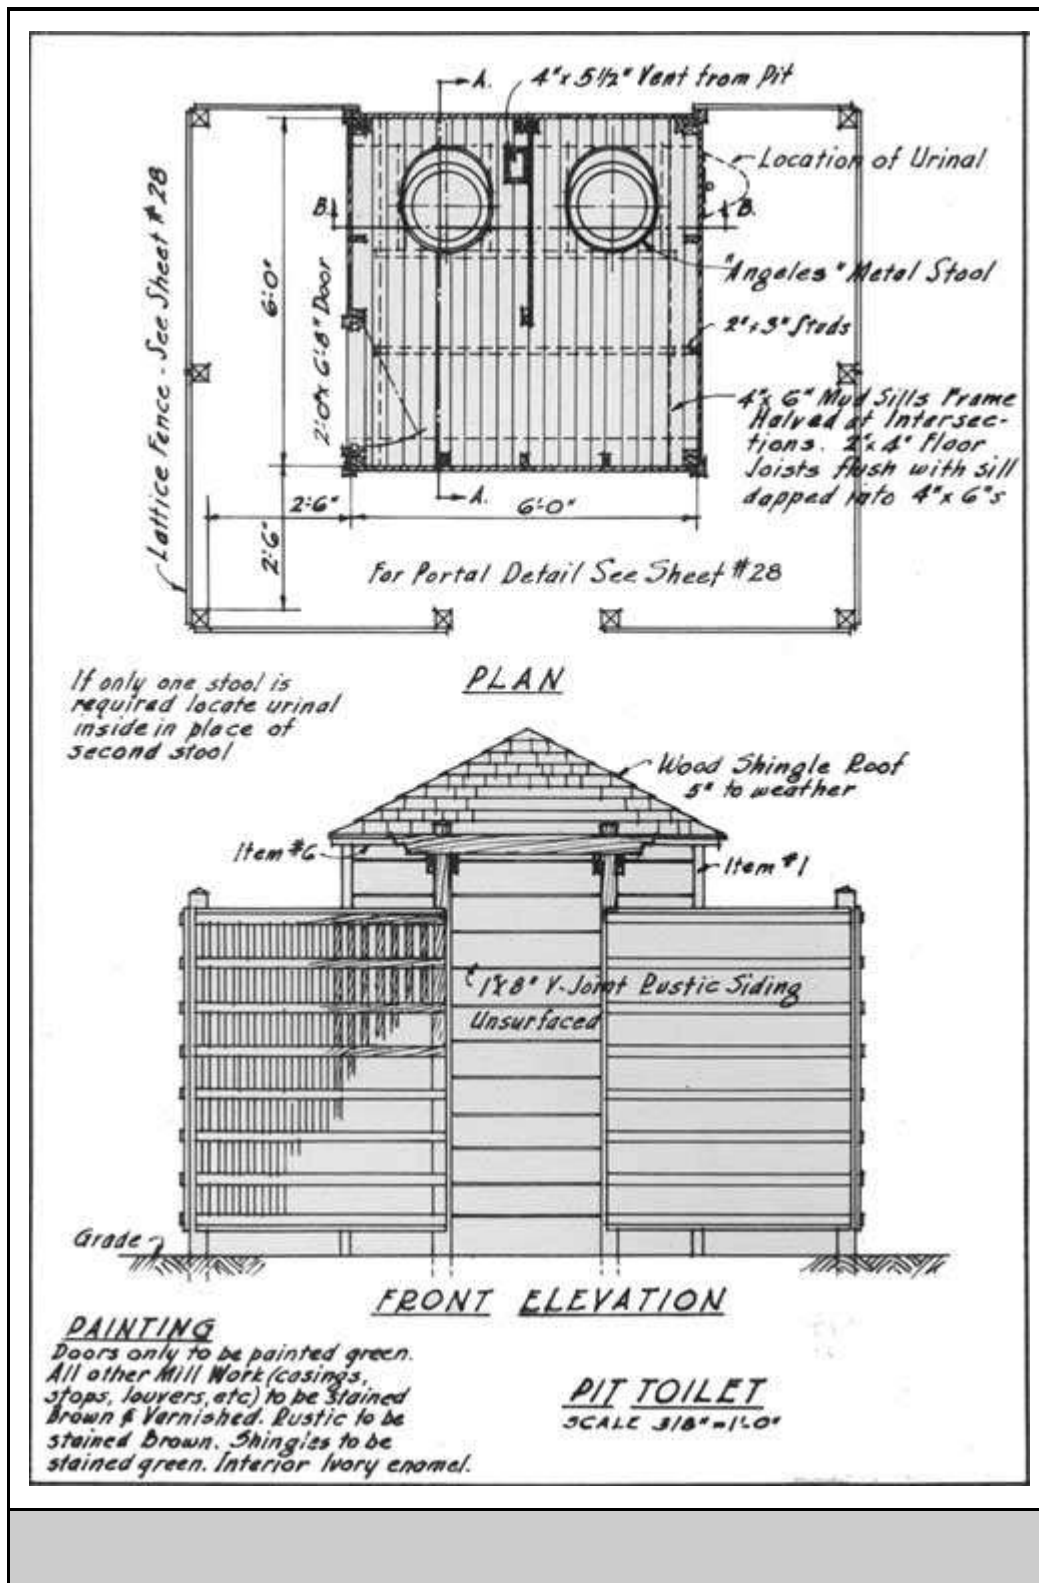 A.
4" x 5 1/2" Vent from Pit
Location of Urinal
B.
B.
"Angeles" Metal Stool
Lattice Fence - See Sheet #28
6'-0"
2'-0" x 6'-8" Door
2" x 3" Studs
4" x 6" Mud Sills Frame
Halved at Intersec-
tions. 2" x 4" Floor
Joists flush with sill
dapped into 4" x 6"s
2'-6"
A.
6'-0"
2'-6"
For Portal Detail See Sheet #28
PLAN
If only one stool is
required locate urinal
inside in place of
second stool
Wood Shingle Roof
5" to weather
Item #6
Item #1
1"x8" V-Joint Rustic Siding
Unsurfaced
Grade
FRONT ELEVATION
PAINTING
Doors only to be painted green.
All other Mill Work (casings,
stops, louvers, etc) to be stained
Brown & Varnished. Rustic to be
stained Brown. Shingles to be
stained green. Interior Ivory enamel.
PIT TOILET
SCALE 3/8" = 1'-0"